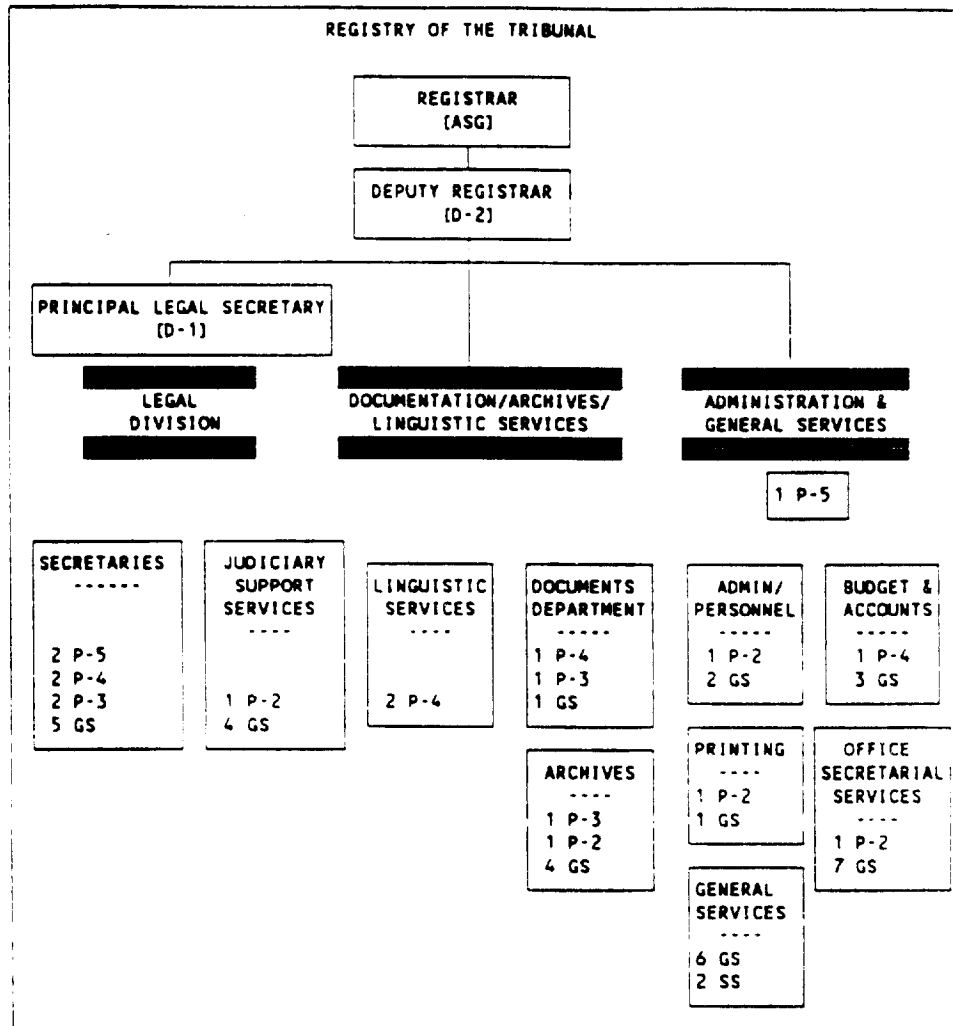 REGISTRY OF THE TRIBUNAL
REGISTRAR
[ASG]
DEPUTY REGISTRAR
[D-2]
PRINCIPAL LEGAL SECRETARY
[D-1]
LEGAL
DIVISION
DOCUMENTATION/ARCHIVES/
LINGUISTIC SERVICES
ADMINISTRATION &
GENERAL SERVICES
1 P-5
SECRETARIES
------
2 P-5
2 P-4
2 P-3
5 GS
JUDICIARY
SUPPORT
SERVICES
----
1 P-2
4 GS
LINGUISTIC
SERVICES
----
2 P-4
DOCUMENTS
DEPARTMENT
-----
1 P-4
1 P-3
1 GS
ARCHIVES
----
1 P-3
1 P-2
4 GS
ADMIN/
PERSONNEL
-----
1 P-2
2 GS
BUDGET &
ACCOUNTS
-----
1 P-4
3 GS
PRINTING
----
1 P-2
1 GS
OFFICE
SECRETARIAL
SERVICES
----
1 P-2
7 GS
GENERAL
SERVICES
----
6 GS
2 SS